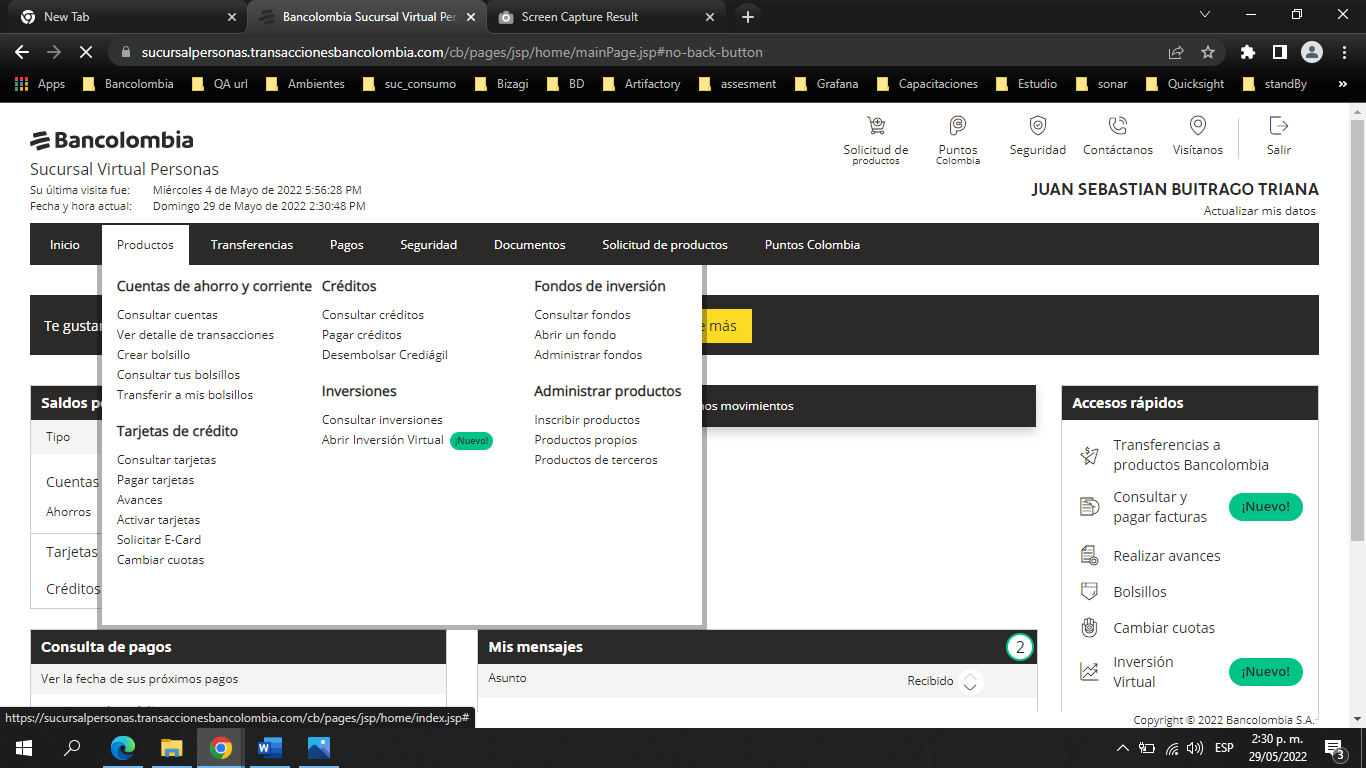 New Tab
Bancolombia Sucursal Virtual Per
Screen Capture Result
sucursalpersonas.transaccionesbancolombia.com/cb/pages/jsp/home/mainPage.jsp#no-back-button
Apps
Bancolombia
QA url
Ambientes
suc_consumo
Bizagi
BD
Artifactory
assesment
Grafana
Capacitaciones
Estudio
sonar
Quicksight
standBy
»
Bancolombia
Sucursal Virtual Personas
Su última visita fue: Miércoles 4 de Mayo de 2022 5:56:28 PM
Fecha y hora actual: Domingo 29 de Mayo de 2022 2:30:48 PM
Solicitud de
productos
Puntos
Colombia
Seguridad
Contáctanos
Visítanos
Salir
JUAN SEBASTIAN BUITRAGO TRIANA
Actualizar mis datos
Inicio
Productos
Transferencias
Pagos
Seguridad
Documentos
Solicitud de productos
Puntos Colombia
Cuentas de ahorro y corriente
Consultar cuentas
Ver detalle de transacciones
Crear bolsillo
Consultar tus bolsillos
Transferir a mis bolsillos
Tarjetas de crédito
Consultar tarjetas
Pagar tarjetas
Avances
Activar tarjetas
Solicitar E-Card
Cambiar cuotas
Créditos
Consultar créditos
Pagar créditos
Desembolsar Crediágil
Inversiones
Consultar inversiones
Abrir Inversión Virtual ¡Nuevo!
Fondos de inversión
Consultar fondos
Abrir un fondo
Administrar fondos
Administrar productos
Inscribir productos
Productos propios
Productos de terceros
Te gustar
e más
Saldos p
Tipo
Cuentas
Ahorros
Tarjetas
Créditos
nos movimientos
Accesos rápidos
Transferencias a
productos Bancolombia
Consultar y
pagar facturas
¡Nuevo!
Realizar avances
Bolsillos
Cambiar cuotas
Inversión
Virtual
¡Nuevo!
Consulta de pagos
Ver la fecha de sus próximos pagos
Mis mensajes
2
Asunto
Recibido
Copyright © 2022 Bancolombia S.A.
https://sucursalpersonas.transaccionesbancolombia.com/cb/pages/jsp/home/index.jsp#
ESP
2:30 p. m.
29/05/2022
3